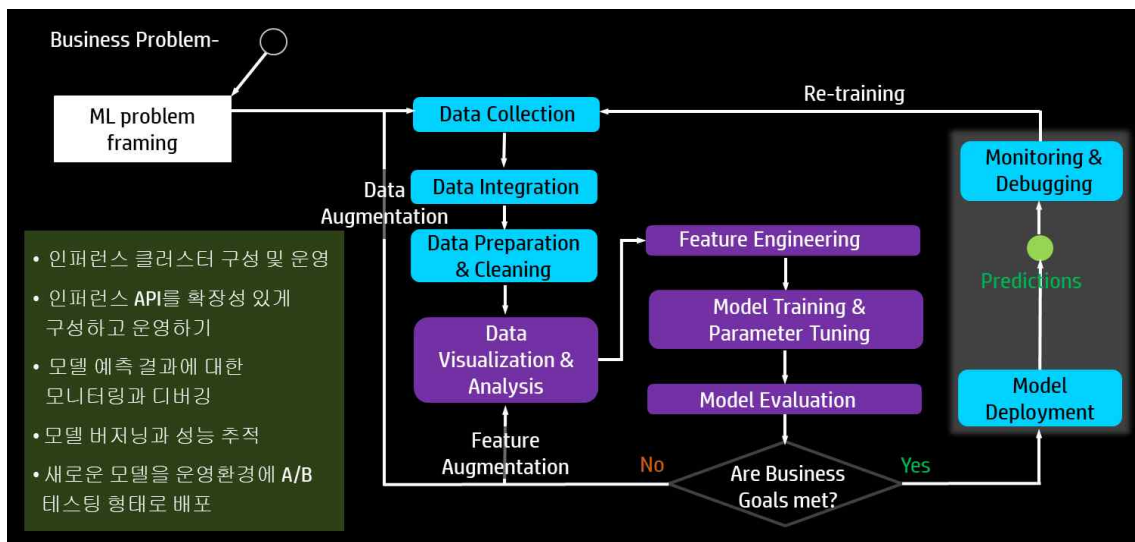 Business Problem-
ML problem
framing
Data Collection
Re-training
Data Integration
Data
Augmentation
Data Preparation
& Cleaning
Data
Visualization &
Analysis
Feature
Augmentation
Feature Engineering
Model Training &
Parameter Tuning
Model Evaluation
Are Business
Goals met?
No
Yes
Monitoring &
Debugging
Predictions
Model
Deployment
• 인퍼런스 클러스터 구성 및 운영
• 인퍼런스 API를 확장성 있게
구성하고 운영하기
• 모델 예측 결과에 대한
모니터링과 디버깅
• 모델 버저닝과 성능 추적
• 새로운 모델을 운영환경에 A/B
테스팅 형태로 배포